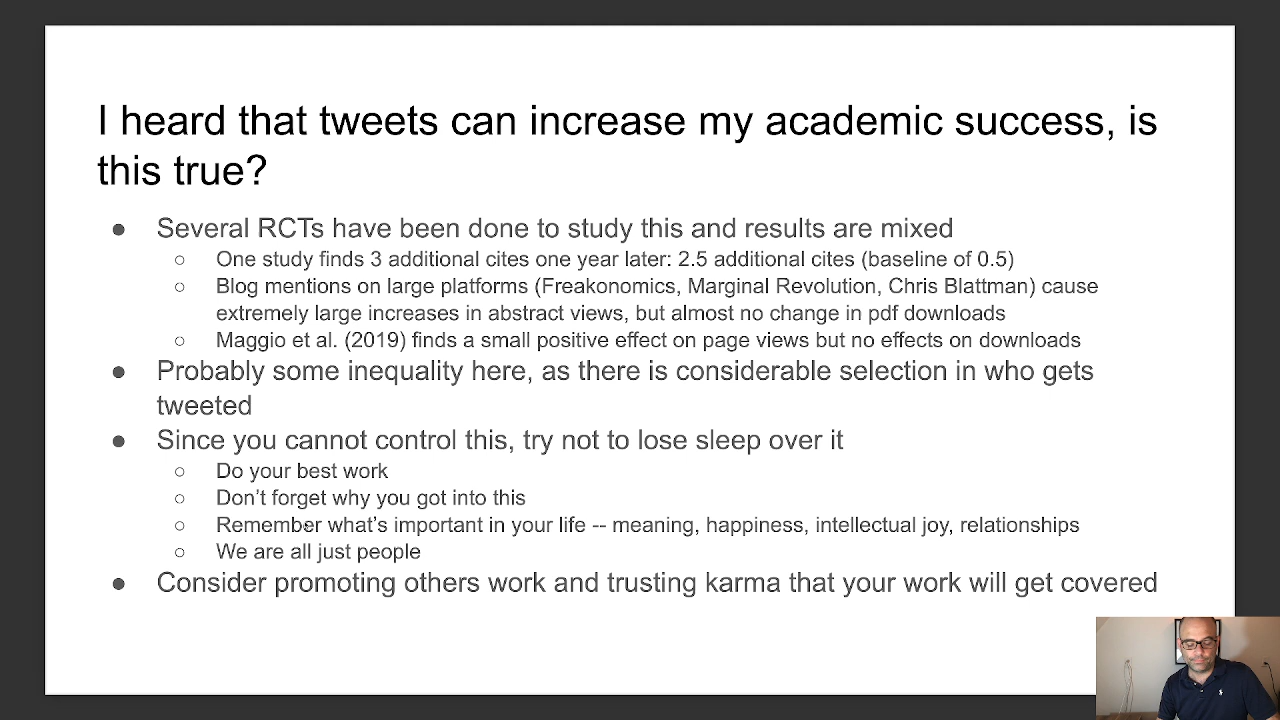 I heard that tweets can increase my academic success, is
this true?
● Several RCTs have been done to study this and results are mixed
○ One study finds 3 additional cites one year later: 2.5 additional cites (baseline of 0.5)
○ Blog mentions on large platforms (Freakonomics, Marginal Revolution, Chris Blattman) cause
extremely large increases in abstract views, but almost no change in pdf downloads
○ Maggio et al. (2019) finds a small positive effect on page views but no effects on downloads
● Probably some inequality here, as there is considerable selection in who gets
tweeted
● Since you cannot control this, try not to lose sleep over it
○ Do your best work
○ Don’t forget why you got into this
○ Remember what’s important in your life -- meaning, happiness, intellectual joy, relationships
○ We are all just people
● Consider promoting others work and trusting karma that your work will get covered